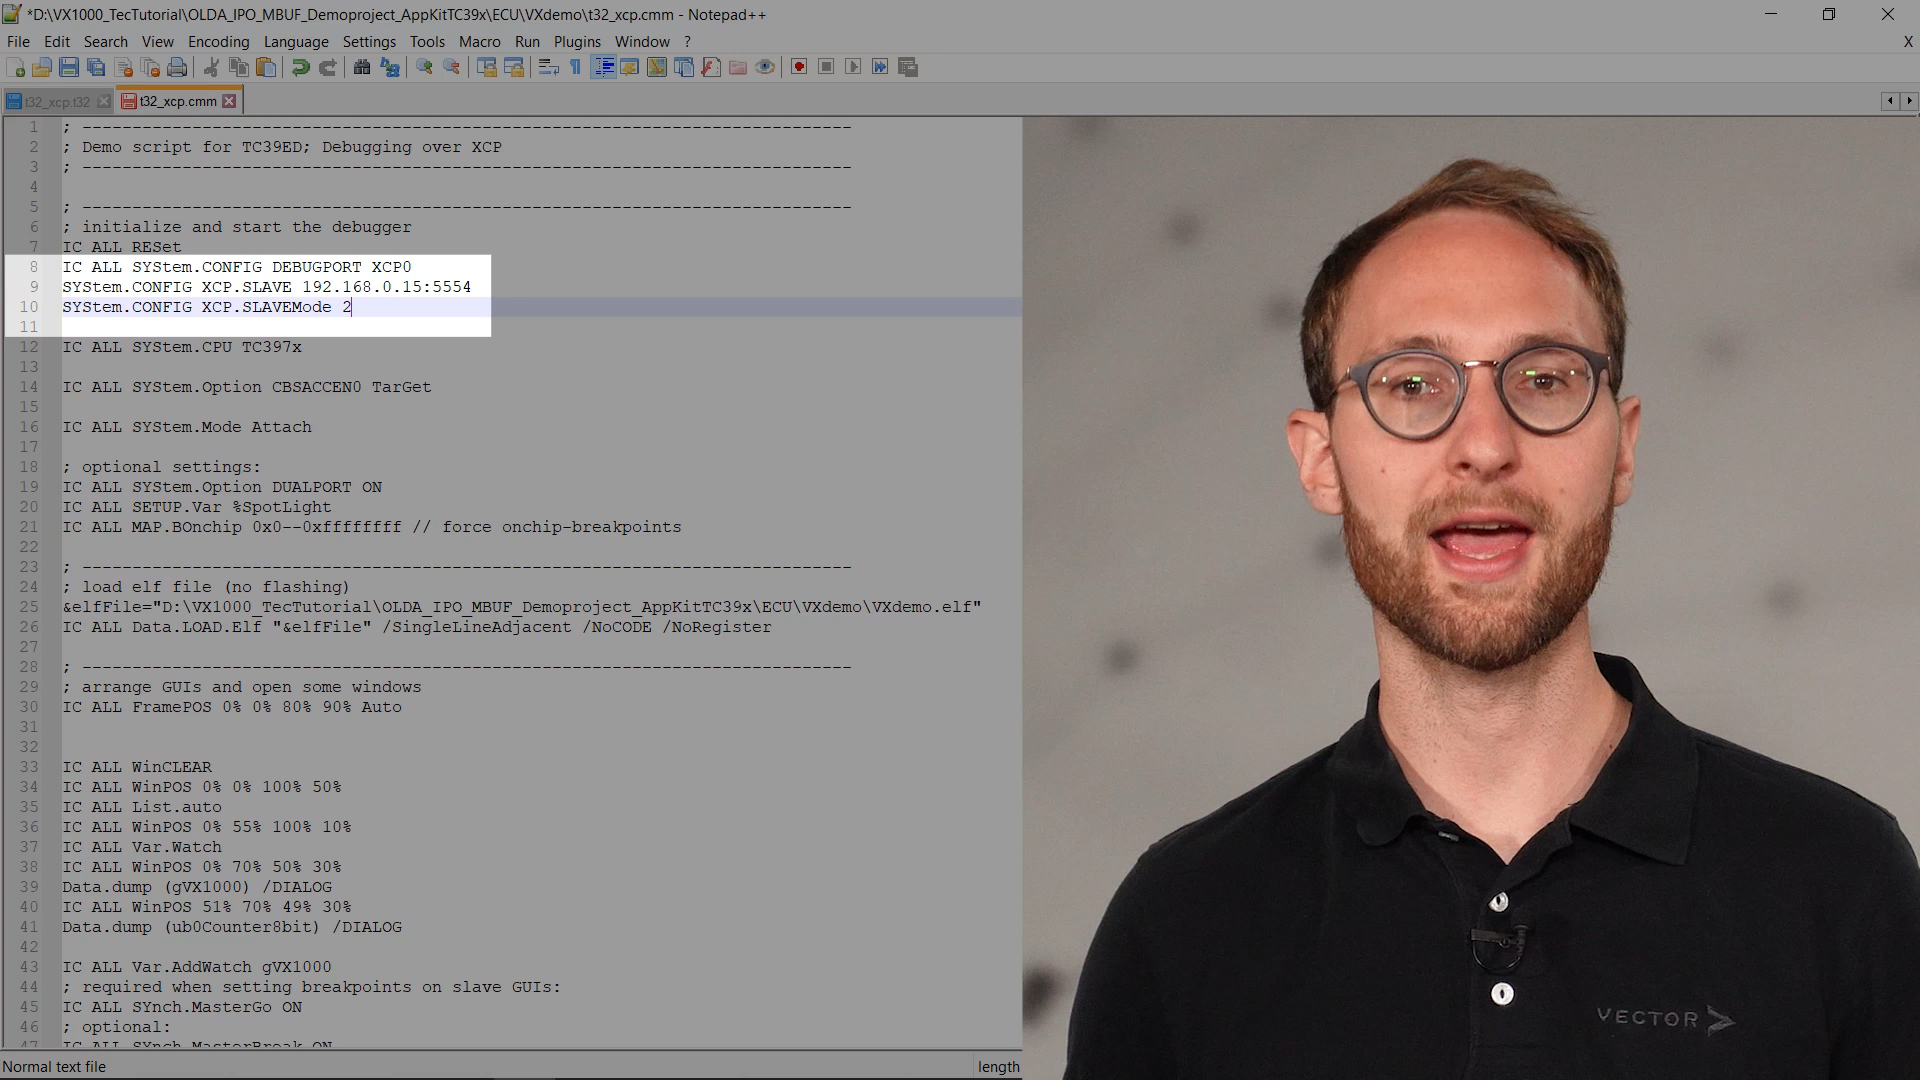 *D:\VX1000_TecTutorial\OLDA_IPO_MBUF_Demoproject_AppKitTC39x\ECU\VXdemo\t32_xcp.cmm - Notepad++
File Edit Search View Encoding Language Settings Tools Macro Run Plugins Window ? X
t32_xcp.t32 t32_xcp.cmm
1 ; -----------------------------------------------------------------------------
2 ; Demo script for TC39ED; Debugging over XCP
3 ; -----------------------------------------------------------------------------
4
5 ; -----------------------------------------------------------------------------
6 ; initialize and start the debugger
7 IC ALL RESet
8 IC ALL SYStem.CONFIG DEBUGPORT XCP0
9 SYStem.CONFIG XCP.SLAVE 192.168.0.15:5554
10 SYStem.CONFIG XCP.SLAVEMode 2
11
12 IC ALL SYStem.CPU TC397x
13
14 IC ALL SYStem.Option CBSACCEN0 TarGet
15
16 IC ALL SYStem.Mode Attach
17
18 ; optional settings:
19 IC ALL SYStem.Option DUALPORT ON
20 IC ALL SETUP.Var %SpotLight
21 IC ALL MAP.BOnchip 0x0--0xffffffff // force onchip-breakpoints
22
23 ; -----------------------------------------------------------------------------
24 ; load elf file (no flashing)
25 &elfFile="D:\VX1000_TecTutorial\OLDA_IPO_MBUF_Demoproject_AppKitTC39x\ECU\VXdemo\VXdemo.elf"
26 IC ALL Data.LOAD.Elf "&elfFile" /SingleLineAdjacent /NoCODE /NoRegister
27
28 ; -----------------------------------------------------------------------------
29 ; arrange GUIs and open some windows
30 IC ALL FramePOS 0% 0% 80% 90% Auto
31
32
33 IC ALL WinCLEAR
34 IC ALL WinPOS 0% 0% 100% 50%
35 IC ALL List.auto
36 IC ALL WinPOS 0% 55% 100% 10%
37 IC ALL Var.Watch
38 IC ALL WinPOS 0% 70% 50% 30%
39 Data.dump (gVX1000) /DIALOG
40 IC ALL WinPOS 51% 70% 49% 30%
41 Data.dump (ub0Counter8bit) /DIALOG
42
43 IC ALL Var.AddWatch gVX1000
44 ; required when setting breakpoints on slave GUIs:
45 IC ALL SYnch.MasterGo ON
46 ; optional:
47 IC ALL SYnch.MasterBreak ON
Normal text file length
VECTOR